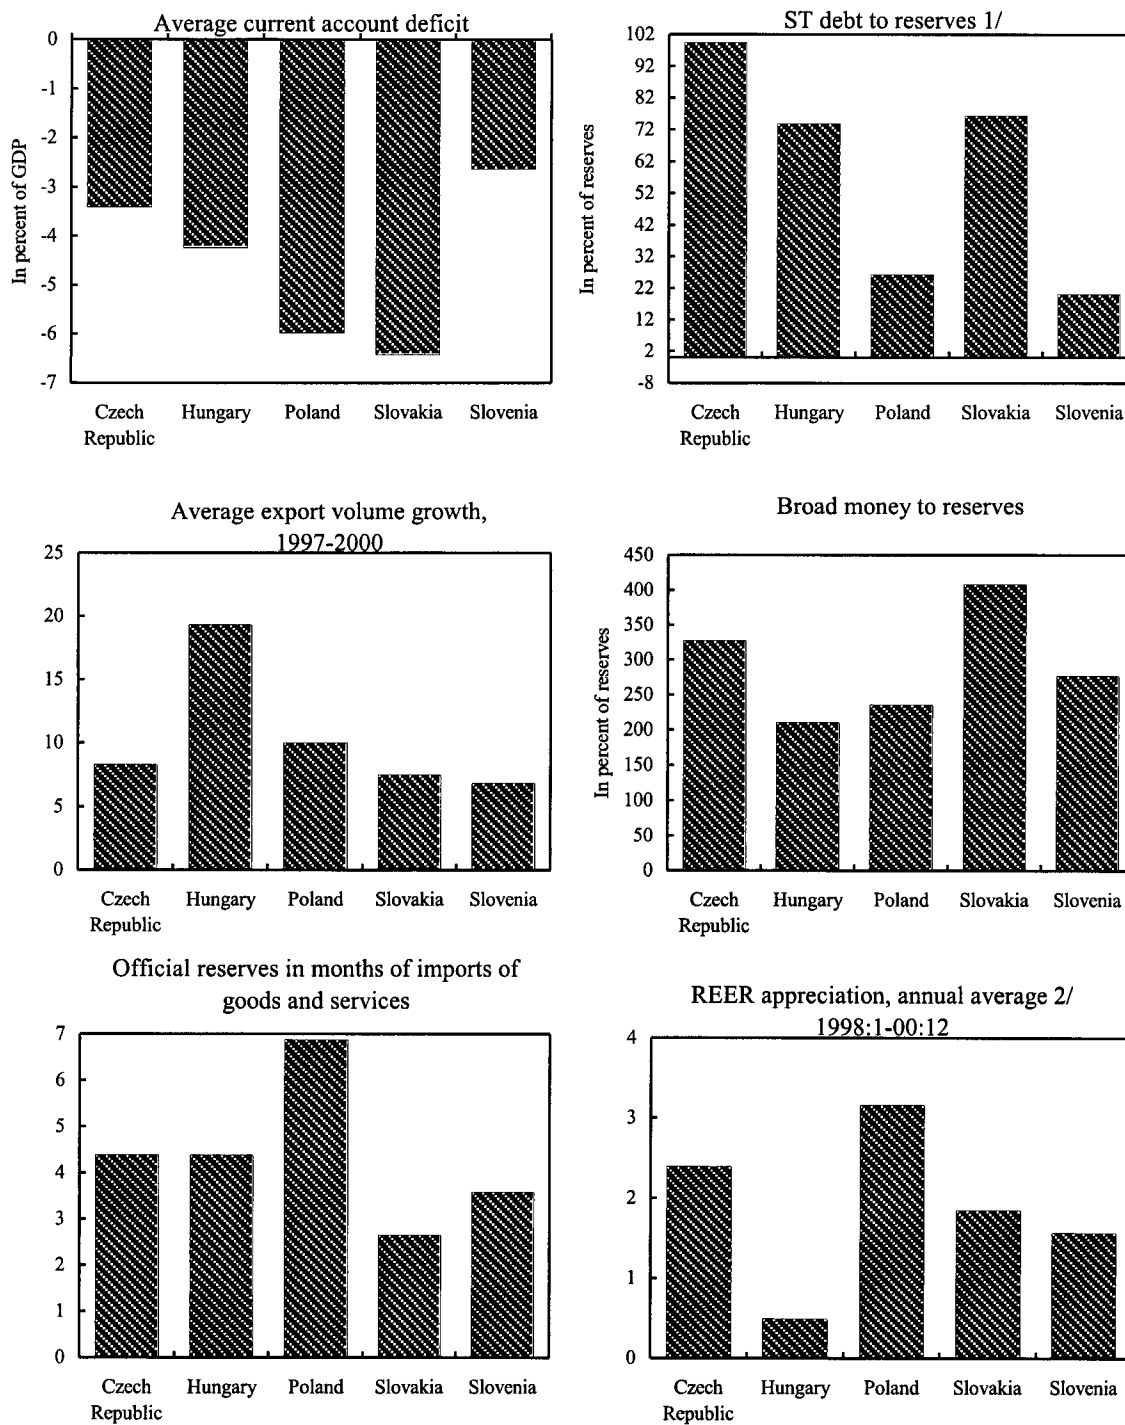 Average current account deficit
In percent of GDP
0
-1
-2
-3
-4
-5
-6
-7
Czech Republic
Hungary
Poland
Slovakia
Slovenia
ST debt to reserves 1/
In percent of reserves
102
92
82
72
62
52
42
32
22
12
2
-8
Czech Republic
Hungary
Poland
Slovakia
Slovenia
Average export volume growth,
1997-2000
25
20
15
10
5
0
Czech Republic
Hungary
Poland
Slovakia
Slovenia
Broad money to reserves
In percent of reserves
450
400
350
300
250
200
150
100
50
0
Czech Republic
Hungary
Poland
Slovakia
Slovenia
Official reserves in months of imports of
goods and services
7
6
5
4
3
2
1
0
Czech Republic
Hungary
Poland
Slovakia
Slovenia
REER appreciation, annual average 2/
1998:1-00:12
4
3
2
1
0
Czech Republic
Hungary
Poland
Slovakia
Slovenia